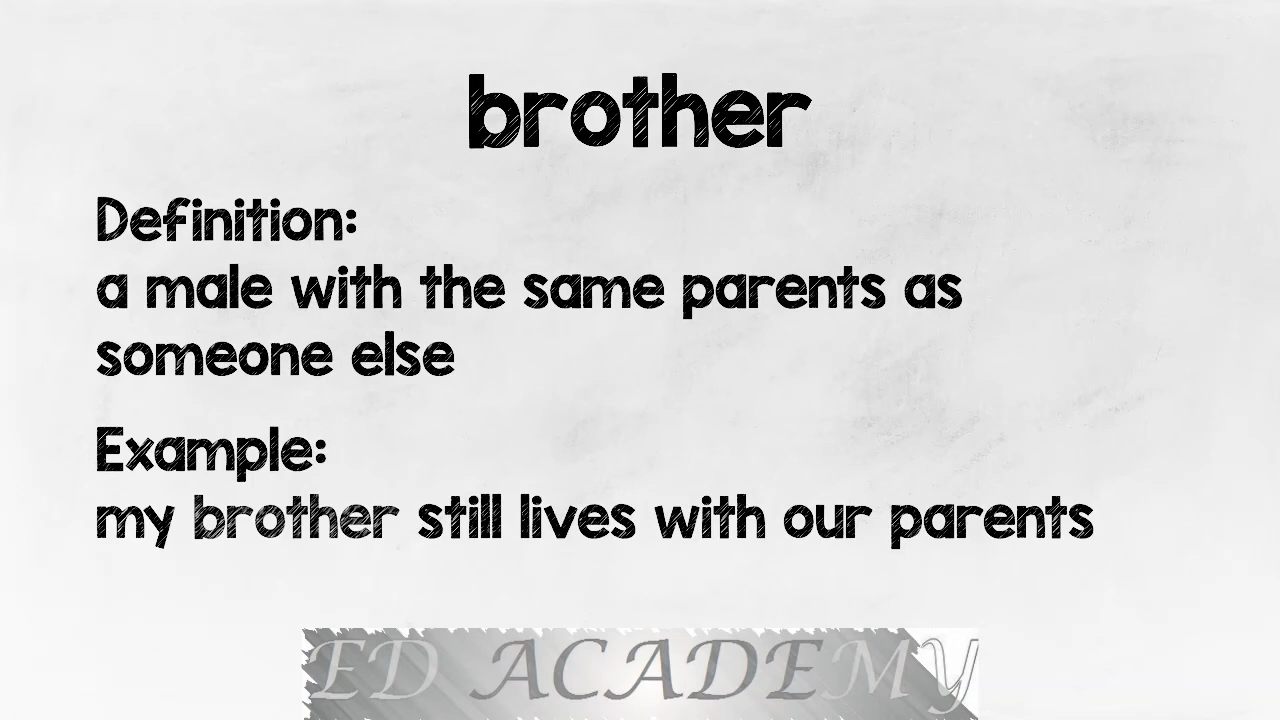 brother
Definition:
a male with the same parents as
someone else
Example:
my brother still lives with our parents
ED ACADEMY